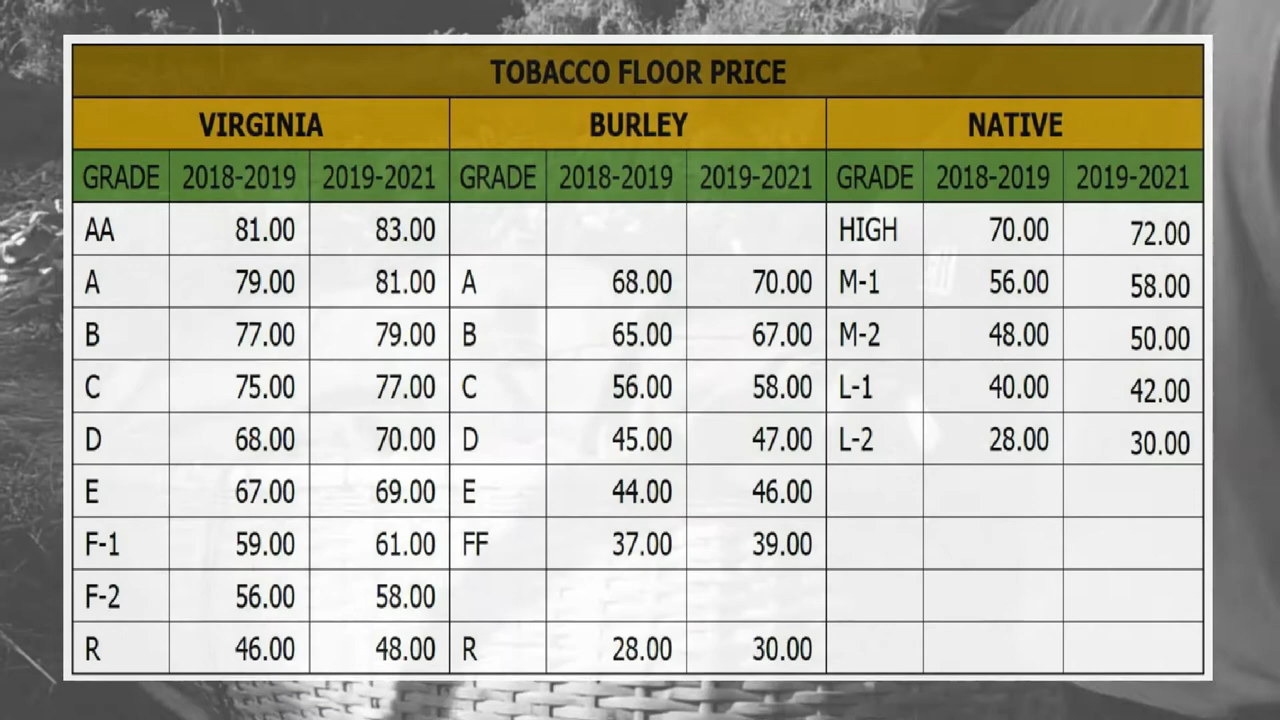 TOBACCO FLOOR PRICE
VIRGINIA BURLEY NATIVE
GRADE 2018-2019 2019-2021 GRADE 2018-2019 2019-2021 GRADE 2018-2019 2019-2021
AA 81.00 83.00 HIGH 70.00 72.00
A 79.00 81.00 A 68.00 70.00 M-1 56.00 58.00
B 77.00 79.00 B 65.00 67.00 M-2 48.00 50.00
C 75.00 77.00 C 56.00 58.00 L-1 40.00 42.00
D 68.00 70.00 D 45.00 47.00 L-2 28.00 30.00
E 67.00 69.00 E 44.00 46.00
F-1 59.00 61.00 FF 37.00 39.00
F-2 56.00 58.00
R 46.00 48.00 R 28.00 30.00